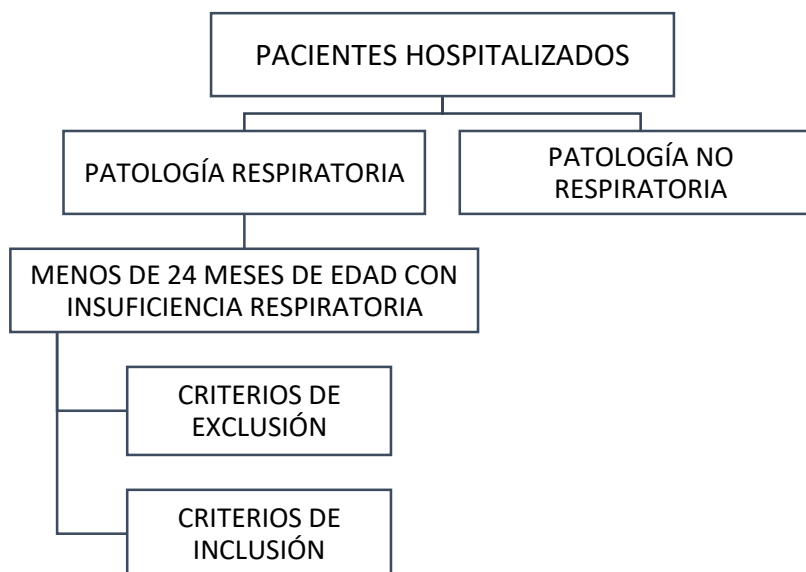 PACIENTES HOSPITALIZADOS
PATOLOGÍA RESPIRATORIA
PATOLOGÍA NO
RESPIRATORIA
MENOS DE 24 MESES DE EDAD CON
INSUFICIENCIA RESPIRATORIA
CRITERIOS DE
EXCLUSIÓN
CRITERIOS DE
INCLUSIÓN